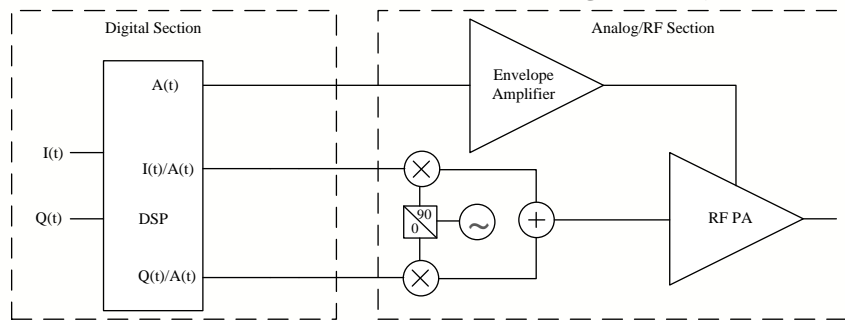 Digital Section
Analog/RF Section
A(t)
Envelope
Amplifier
I(t)
I(t)/A(t)
Q(t)
DSP
90
0
~
+
RF PA
Q(t)/A(t)